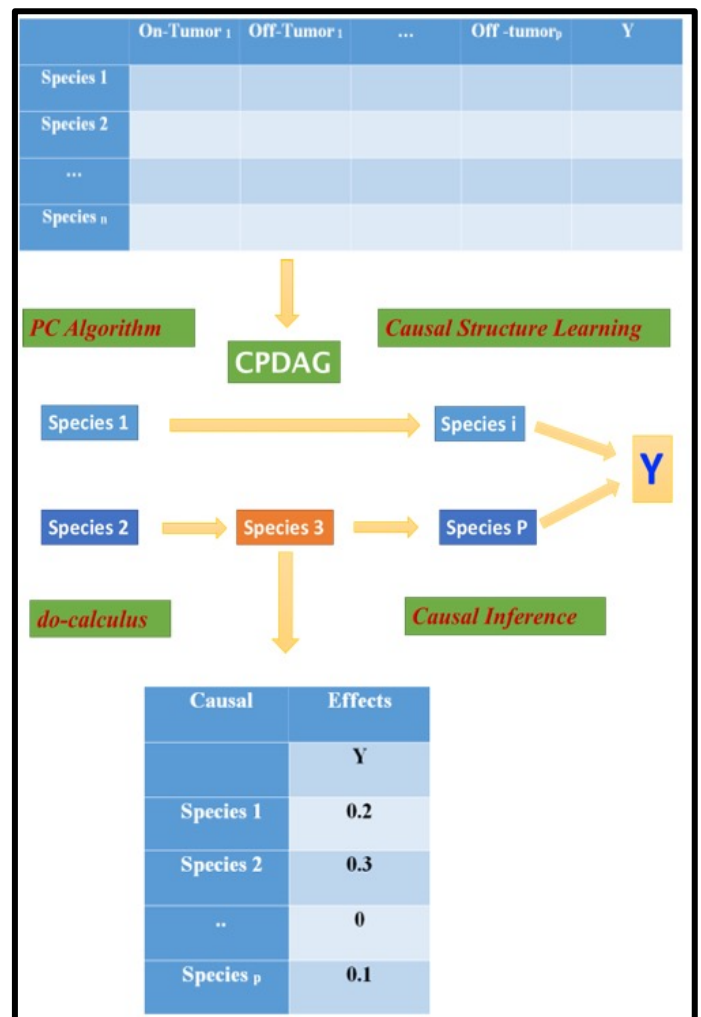 On-Tumor 1 Off-Tumor 1 ... Off -tumorp Y
Species 1
Species 2
...
Species n
PC Algorithm Causal Structure Learning
CPDAG
Species 1 Species i
Y
Species 2 Species 3 Species P
do-calculus Causal Inference
Causal Effects
Y
Species 1 0.2
Species 2 0.3
.. 0
Species p 0.1